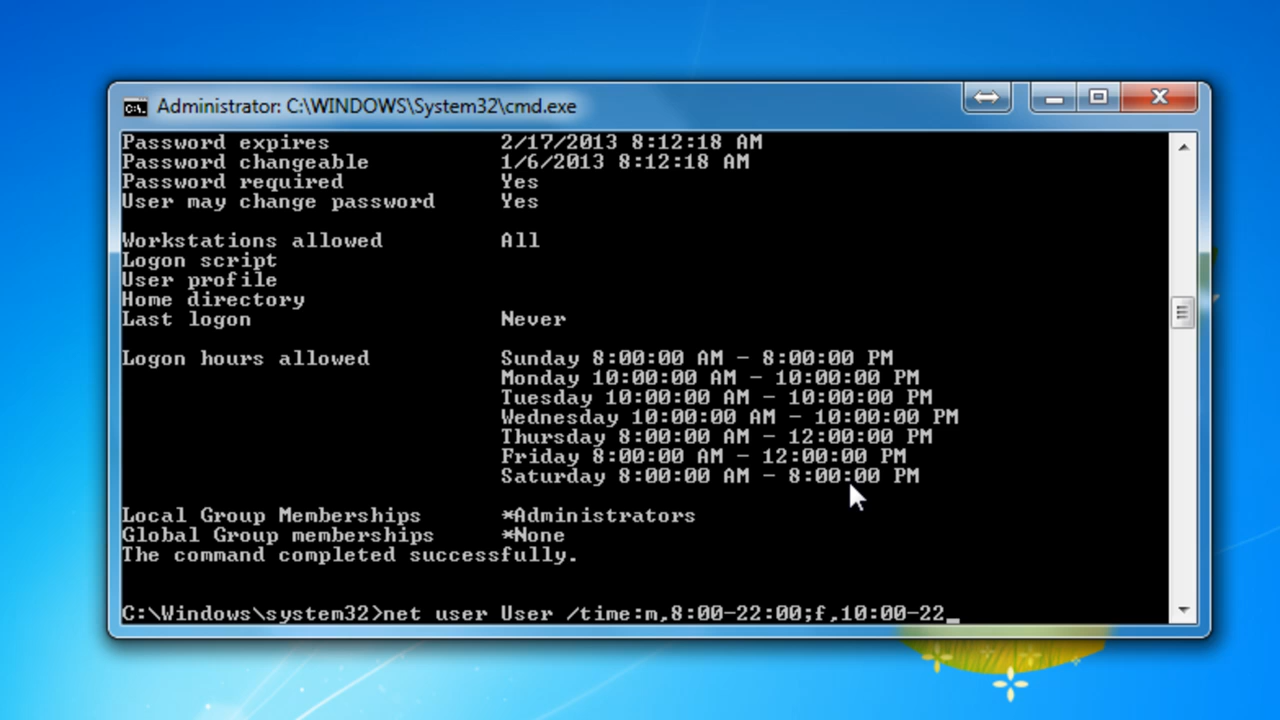 Administrator: C:\WINDOWS\System32\cmd.exe
Password expires 2/17/2013 8:12:18 AM
Password changeable 1/6/2013 8:12:18 AM
Password required Yes
User may change password Yes
Workstations allowed All
Logon script
User profile
Home directory
Last logon Never
Logon hours allowed Sunday 8:00:00 AM - 8:00:00 PM
Monday 10:00:00 AM - 10:00:00 PM
Tuesday 10:00:00 AM - 10:00:00 PM
Wednesday 10:00:00 AM - 10:00:00 PM
Thursday 8:00:00 AM - 12:00:00 PM
Friday 8:00:00 AM - 12:00:00 PM
Saturday 8:00:00 AM - 8:00:00 PM
Local Group Memberships *Administrators
Global Group memberships *None
The command completed successfully.
C:\Windows\system32>net user User /time:m,8:00-22:00;f,10:00-22_